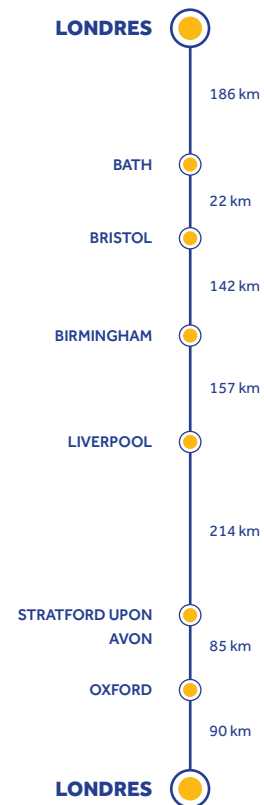 LONDRES
186 km
BATH
22 km
BRISTOL
142 km
BIRMINGHAM
157 km
LIVERPOOL
214 km
STRATFORD UPON
AVON
85 km
OXFORD
90 km
LONDRES